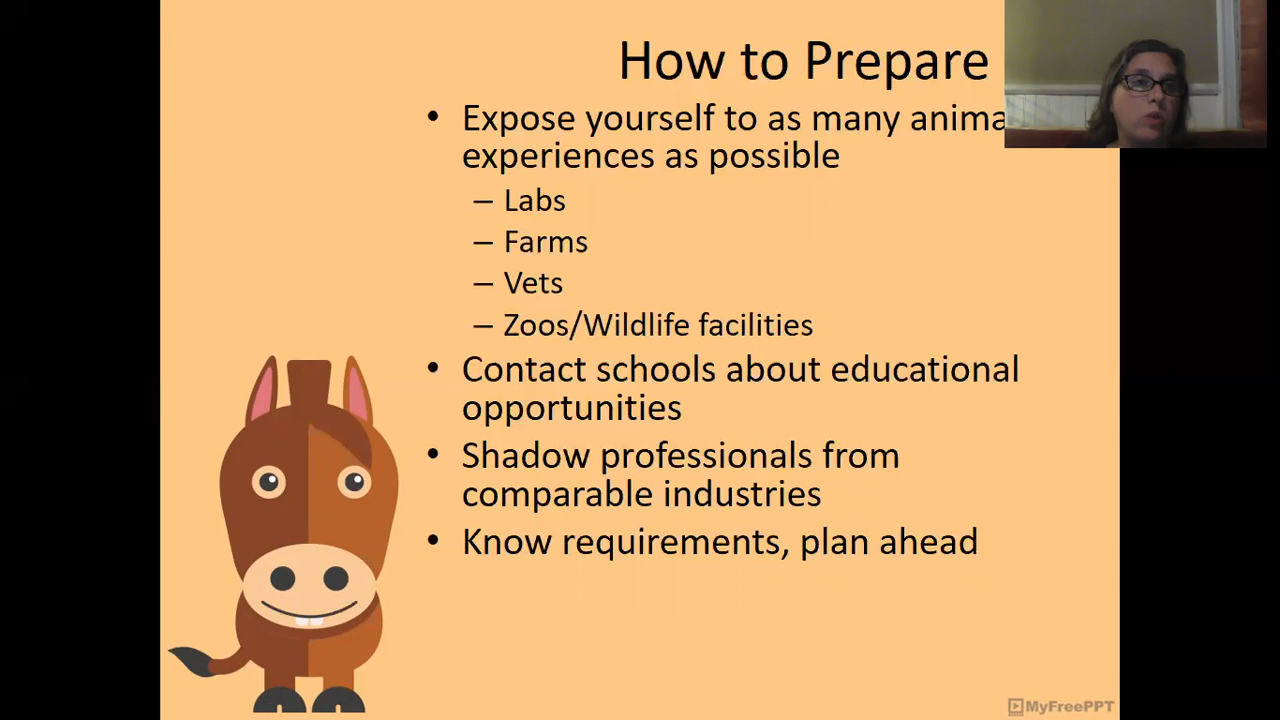 How to Prepare
• Expose yourself to as many anima
experiences as possible
– Labs
– Farms
– Vets
– Zoos/Wildlife facilities
• Contact schools about educational
opportunities
• Shadow professionals from
comparable industries
• Know requirements, plan ahead
MyFreePPT